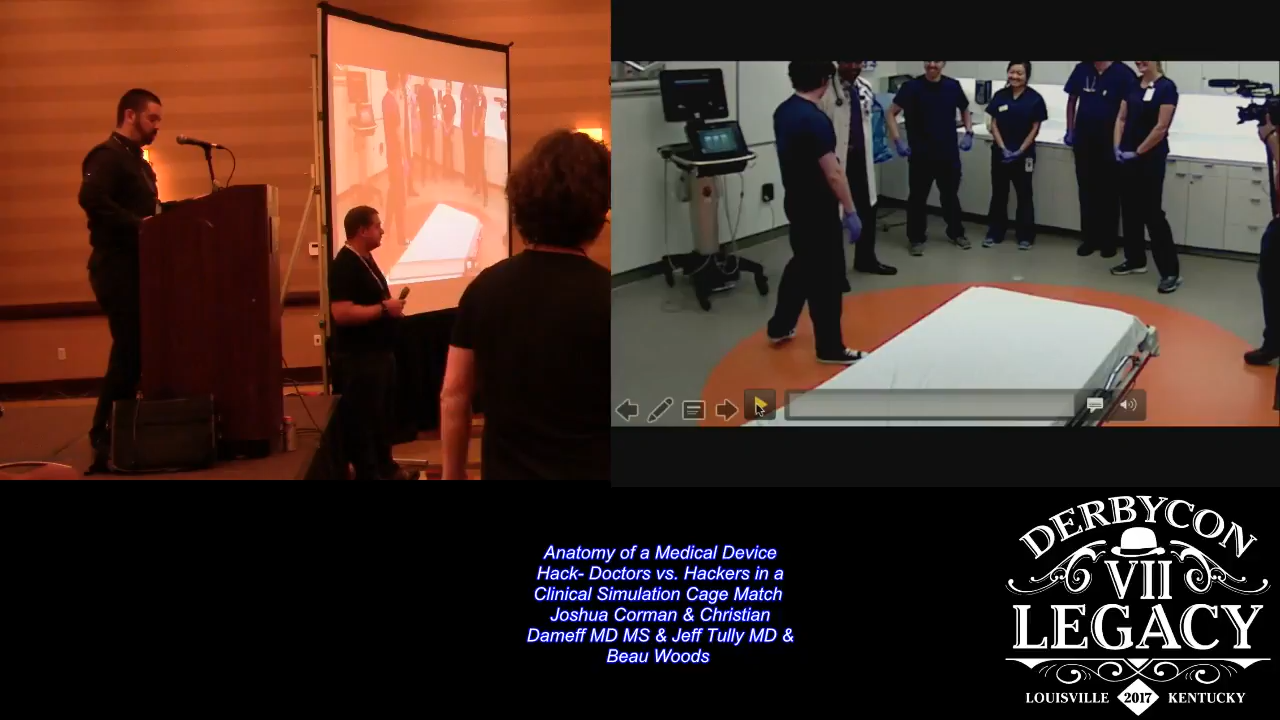 Anatomy of a Medical Device
Hack- Doctors vs. Hackers in a
Clinical Simulation Cage Match
Joshua Corman & Christian
Dameff MD MS & Jeff Tully MD &
Beau Woods
DERBYCON
VII
LEGACY
LOUISVILLE 2017 KENTUCKY